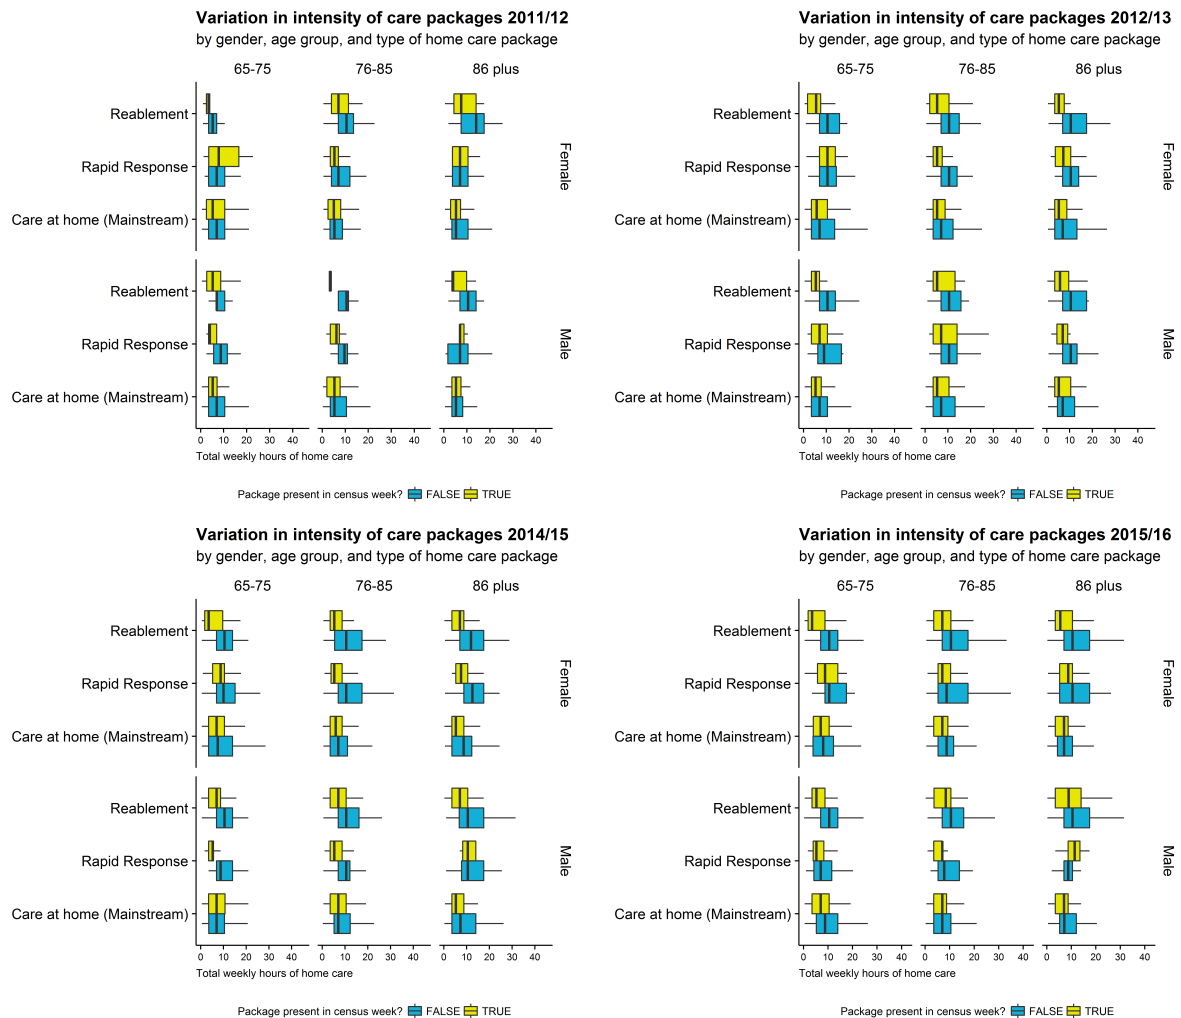 Variation in intensity of care packages 2011/12
by gender, age group, and type of home care package
65-75 76-85 86 plus
Reablement
Rapid Response
Care at home (Mainstream)
Female
Reablement
Rapid Response
Care at home (Mainstream)
Male
0 10 20 30 40 0 10 20 30 40 0 10 20 30 40
Total weekly hours of home care
Package present in census week? FALSE TRUE
Variation in intensity of care packages 2012/13
by gender, age group, and type of home care package
65-75 76-85 86 plus
Reablement
Rapid Response
Care at home (Mainstream)
Female
Reablement
Rapid Response
Care at home (Mainstream)
Male
0 10 20 30 40 0 10 20 30 40 0 10 20 30 40
Total weekly hours of home care
Package present in census week? FALSE TRUE
Variation in intensity of care packages 2014/15
by gender, age group, and type of home care package
65-75 76-85 86 plus
Reablement
Rapid Response
Care at home (Mainstream)
Female
Reablement
Rapid Response
Care at home (Mainstream)
Male
0 10 20 30 40 0 10 20 30 40 0 10 20 30 40
Total weekly hours of home care
Package present in census week? FALSE TRUE
Variation in intensity of care packages 2015/16
by gender, age group, and type of home care package
65-75 76-85 86 plus
Reablement
Rapid Response
Care at home (Mainstream)
Female
Reablement
Rapid Response
Care at home (Mainstream)
Male
0 10 20 30 40 0 10 20 30 40 0 10 20 30 40
Total weekly hours of home care
Package present in census week? FALSE TRUE